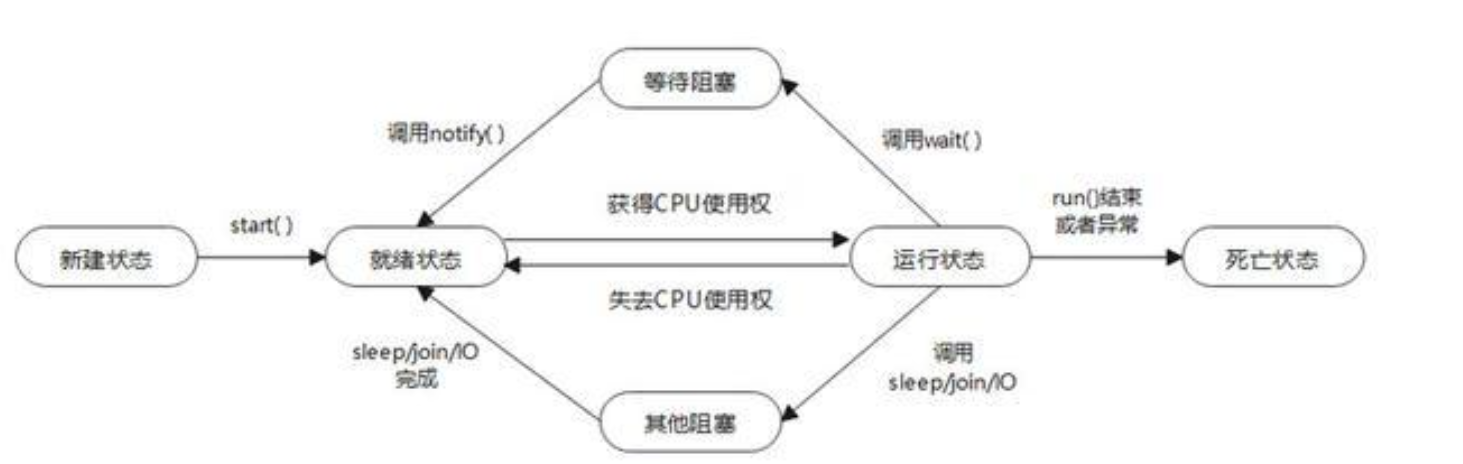 等待阻塞
调用notify( )
调用wait( )
获得CPU使用权
run()结束
或者异常
start( )
新建状态
就绪状态
运行状态
死亡状态
失去CPU使用权
sleep/join/IO
完成
调用
sleep/join/IO
其他阻塞